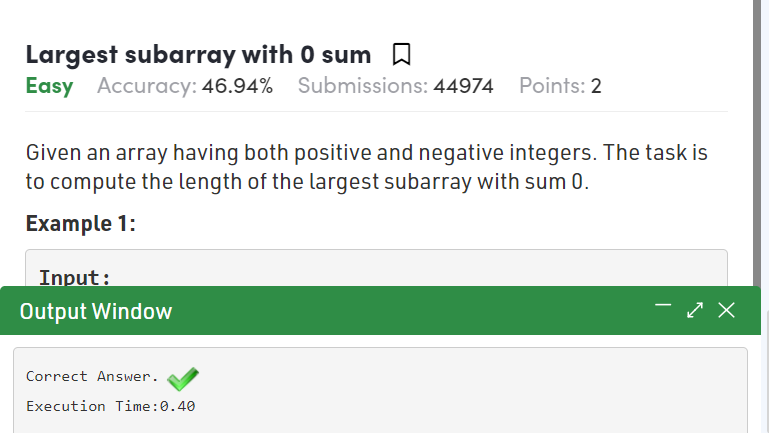 Largest subarray with 0 sum
Easy Accuracy: 46.94% Submissions: 44974 Points: 2
Given an array having both positive and negative integers. The task is
to compute the length of the largest subarray with sum 0.
Example 1:
Input:
Output Window
Correct Answer.
Execution Time:0.40